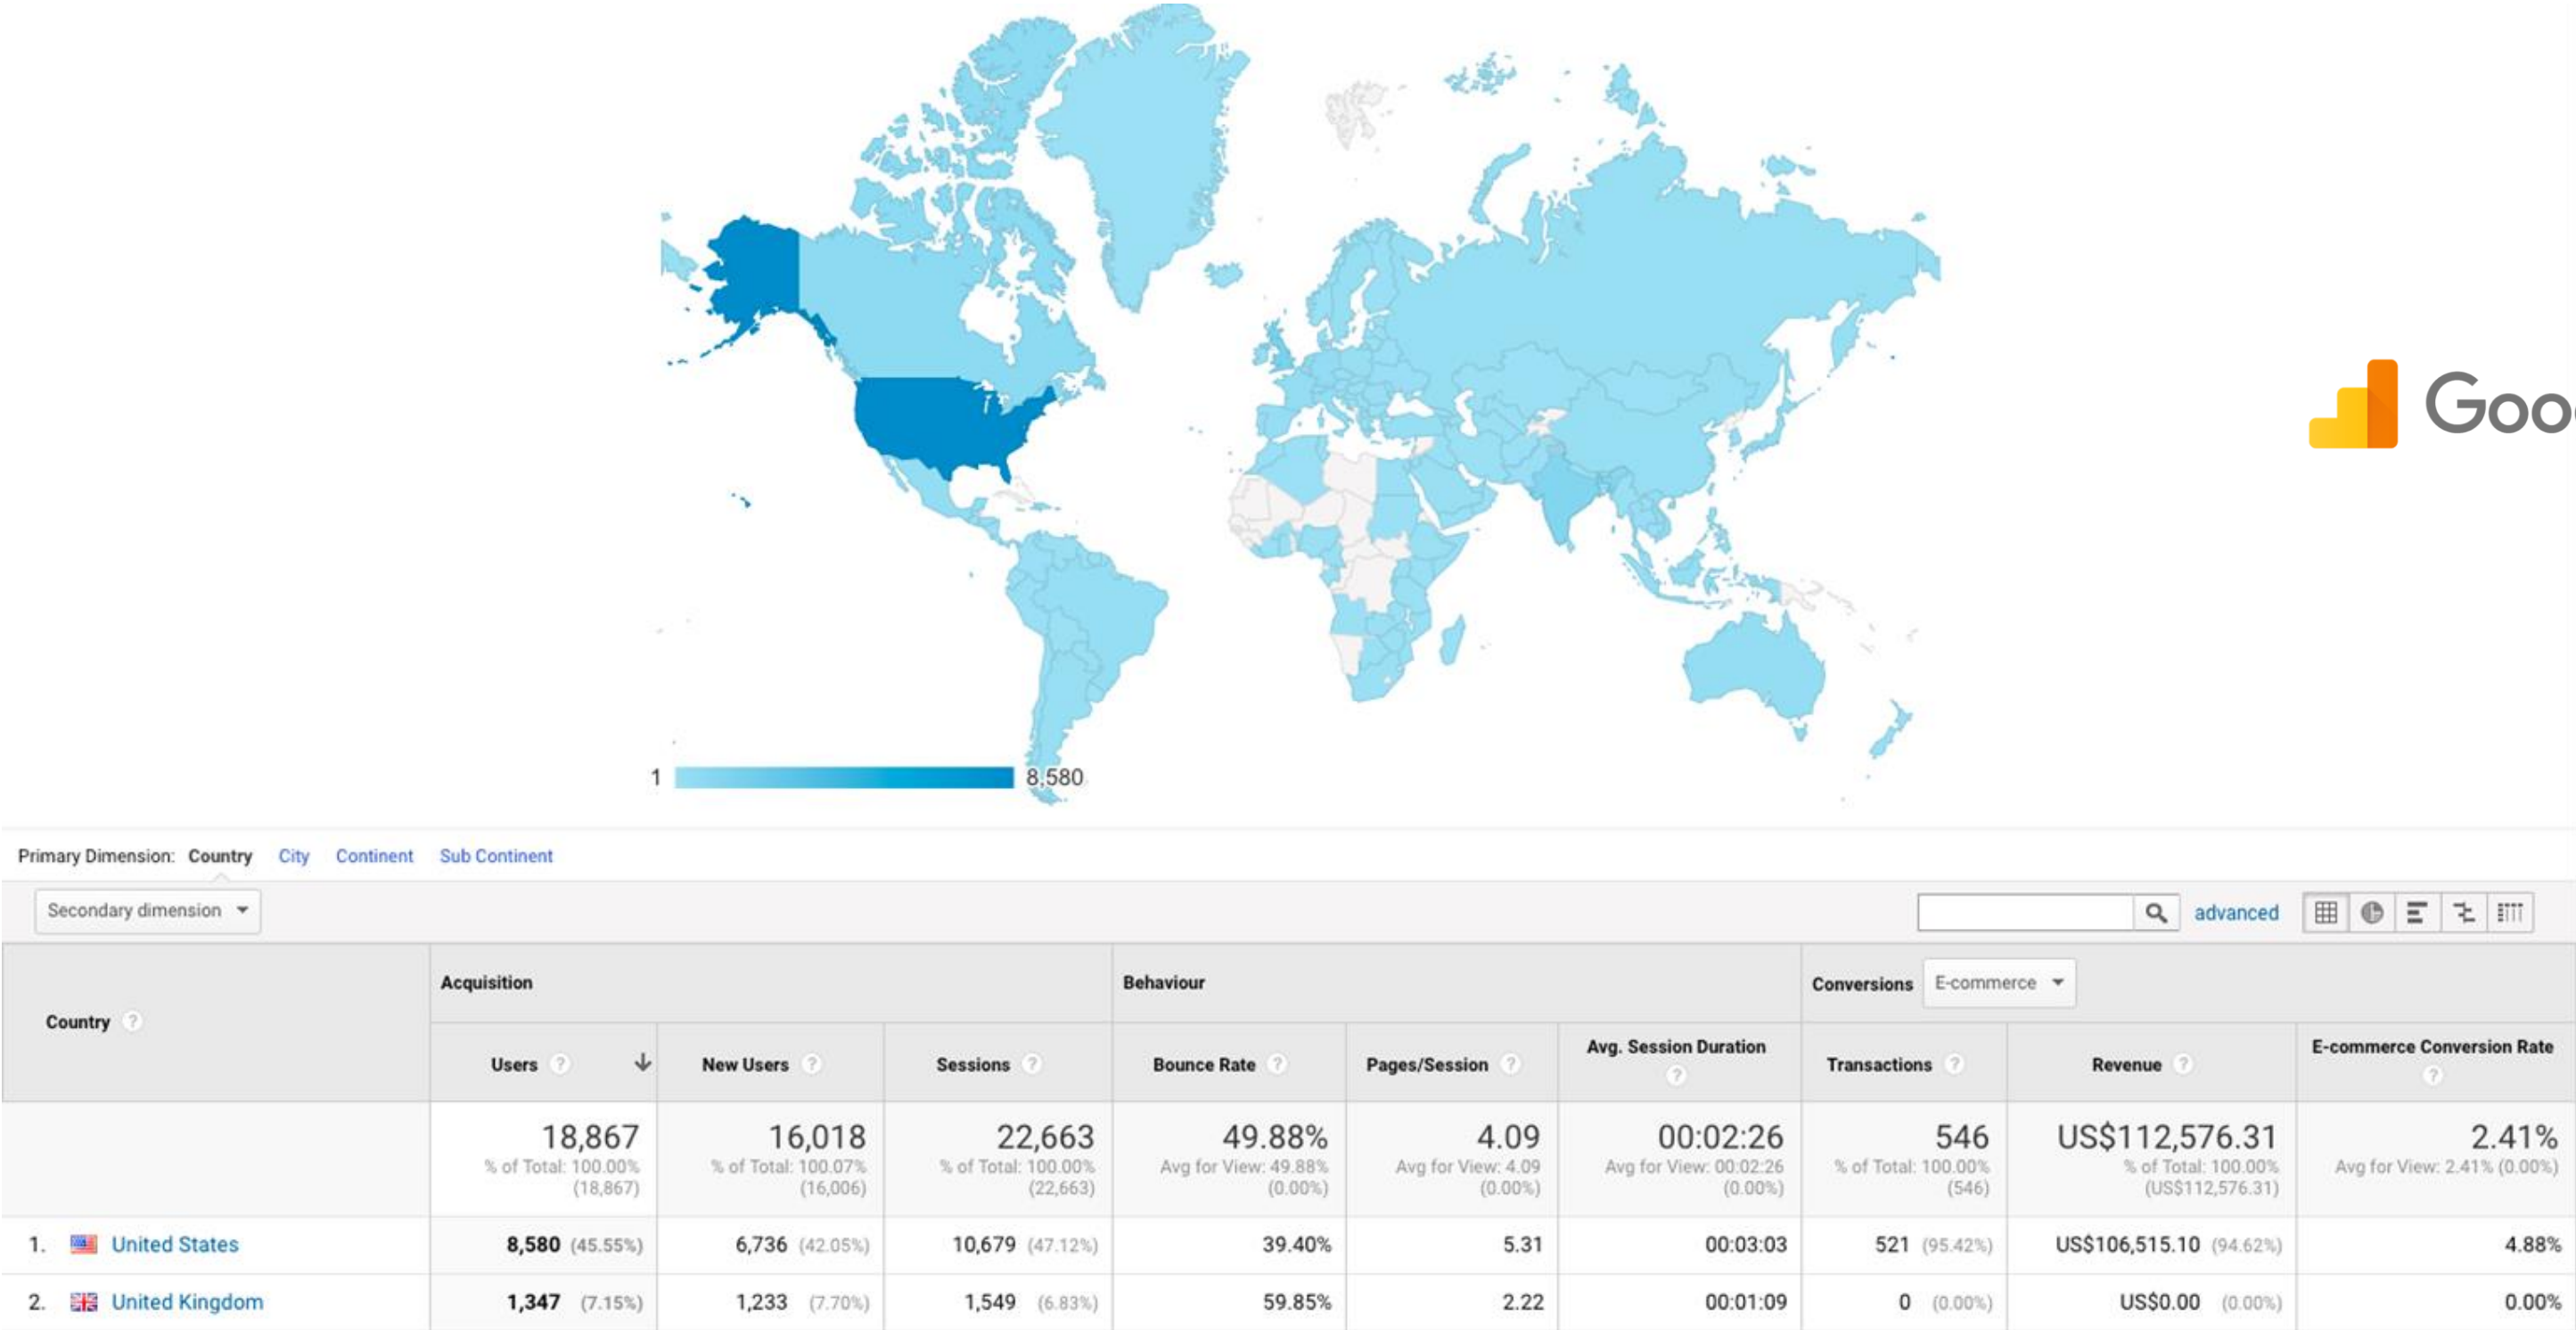 Goo
1 8,580
Primary Dimension: Country City Continent Sub Continent
Secondary dimension
advanced
Country ?
Acquisition
Behaviour
Conversions E-commerce
Users ?
New Users ?
Sessions ?
Bounce Rate ?
Pages/Session ?
Avg. Session Duration ?
Transactions ?
Revenue ?
E-commerce Conversion Rate ?
18,867 16,018 22,663 49.88% 4.09 00:02:26 546 US$112,576.31 2.41%
% of Total: 100.00% % of Total: 100.07% % of Total: 100.00% Avg for View: 49.88% Avg for View: 4.09 Avg for View: 00:02:26 % of Total: 100.00% % of Total: 100.00% Avg for View: 2.41% (0.00%)
(18,867) (16,006) (22,663) (0.00%) (0.00%) (0.00%) (546) (US$112,576.31)
1. United States 8,580 (45.55%) 6,736 (42.05%) 10,679 (47.12%) 39.40% 5.31 00:03:03 521 (95.42%) US$106,515.10 (94.62%) 4.88%
2. United Kingdom 1,347 (7.15%) 1,233 (7.70%) 1,549 (6.83%) 59.85% 2.22 00:01:09 0 (0.00%) US$0.00 (0.00%) 0.00%